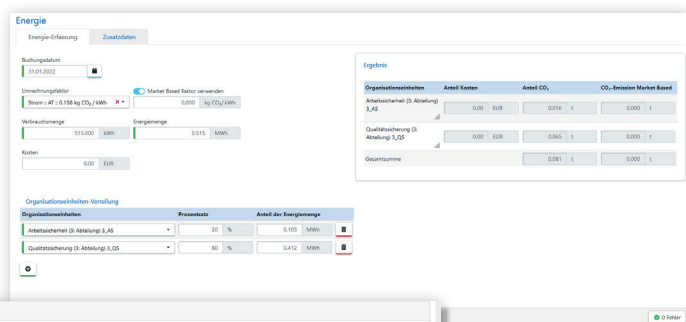 Energie
Energie-Erfassung Zusatzdaten
Buchungsdatum
31.01.2022
Umrechnungsfaktor Market Based Faktor verwenden
Strom :: AT :: 0.158 kg CO₂ / kWh 0,000 kg CO₂/ kWh
Verbrauchsmenge Energiemenge
515,000 kWh 0,515 MWh
Kosten
0,00 EUR
Organisationseinheiten-Verteilung
Organisationseinheiten Prozentsatz Anteil der Energiemenge
Arbeitssicherheit (3: Abteilung) 3_AS 20 % 0,103 MWh
Qualitätssicherung (3: Abteilung) 3_QS 80 % 0,412 MWh
Ergebnis
Organisationseinheiten Anteil Kosten Anteil CO₂ CO₂-Emission Market Based
Arbeitssicherheit (3: Abteilung)
3_AS 0,00 EUR 0,016 t 0,000 t
Qualitätssicherung (3:
Abteilung) 3_QS 0,00 EUR 0,065 t 0,000 t
Gesamtsumme 0,081 t 0,000 t
0 Fehler